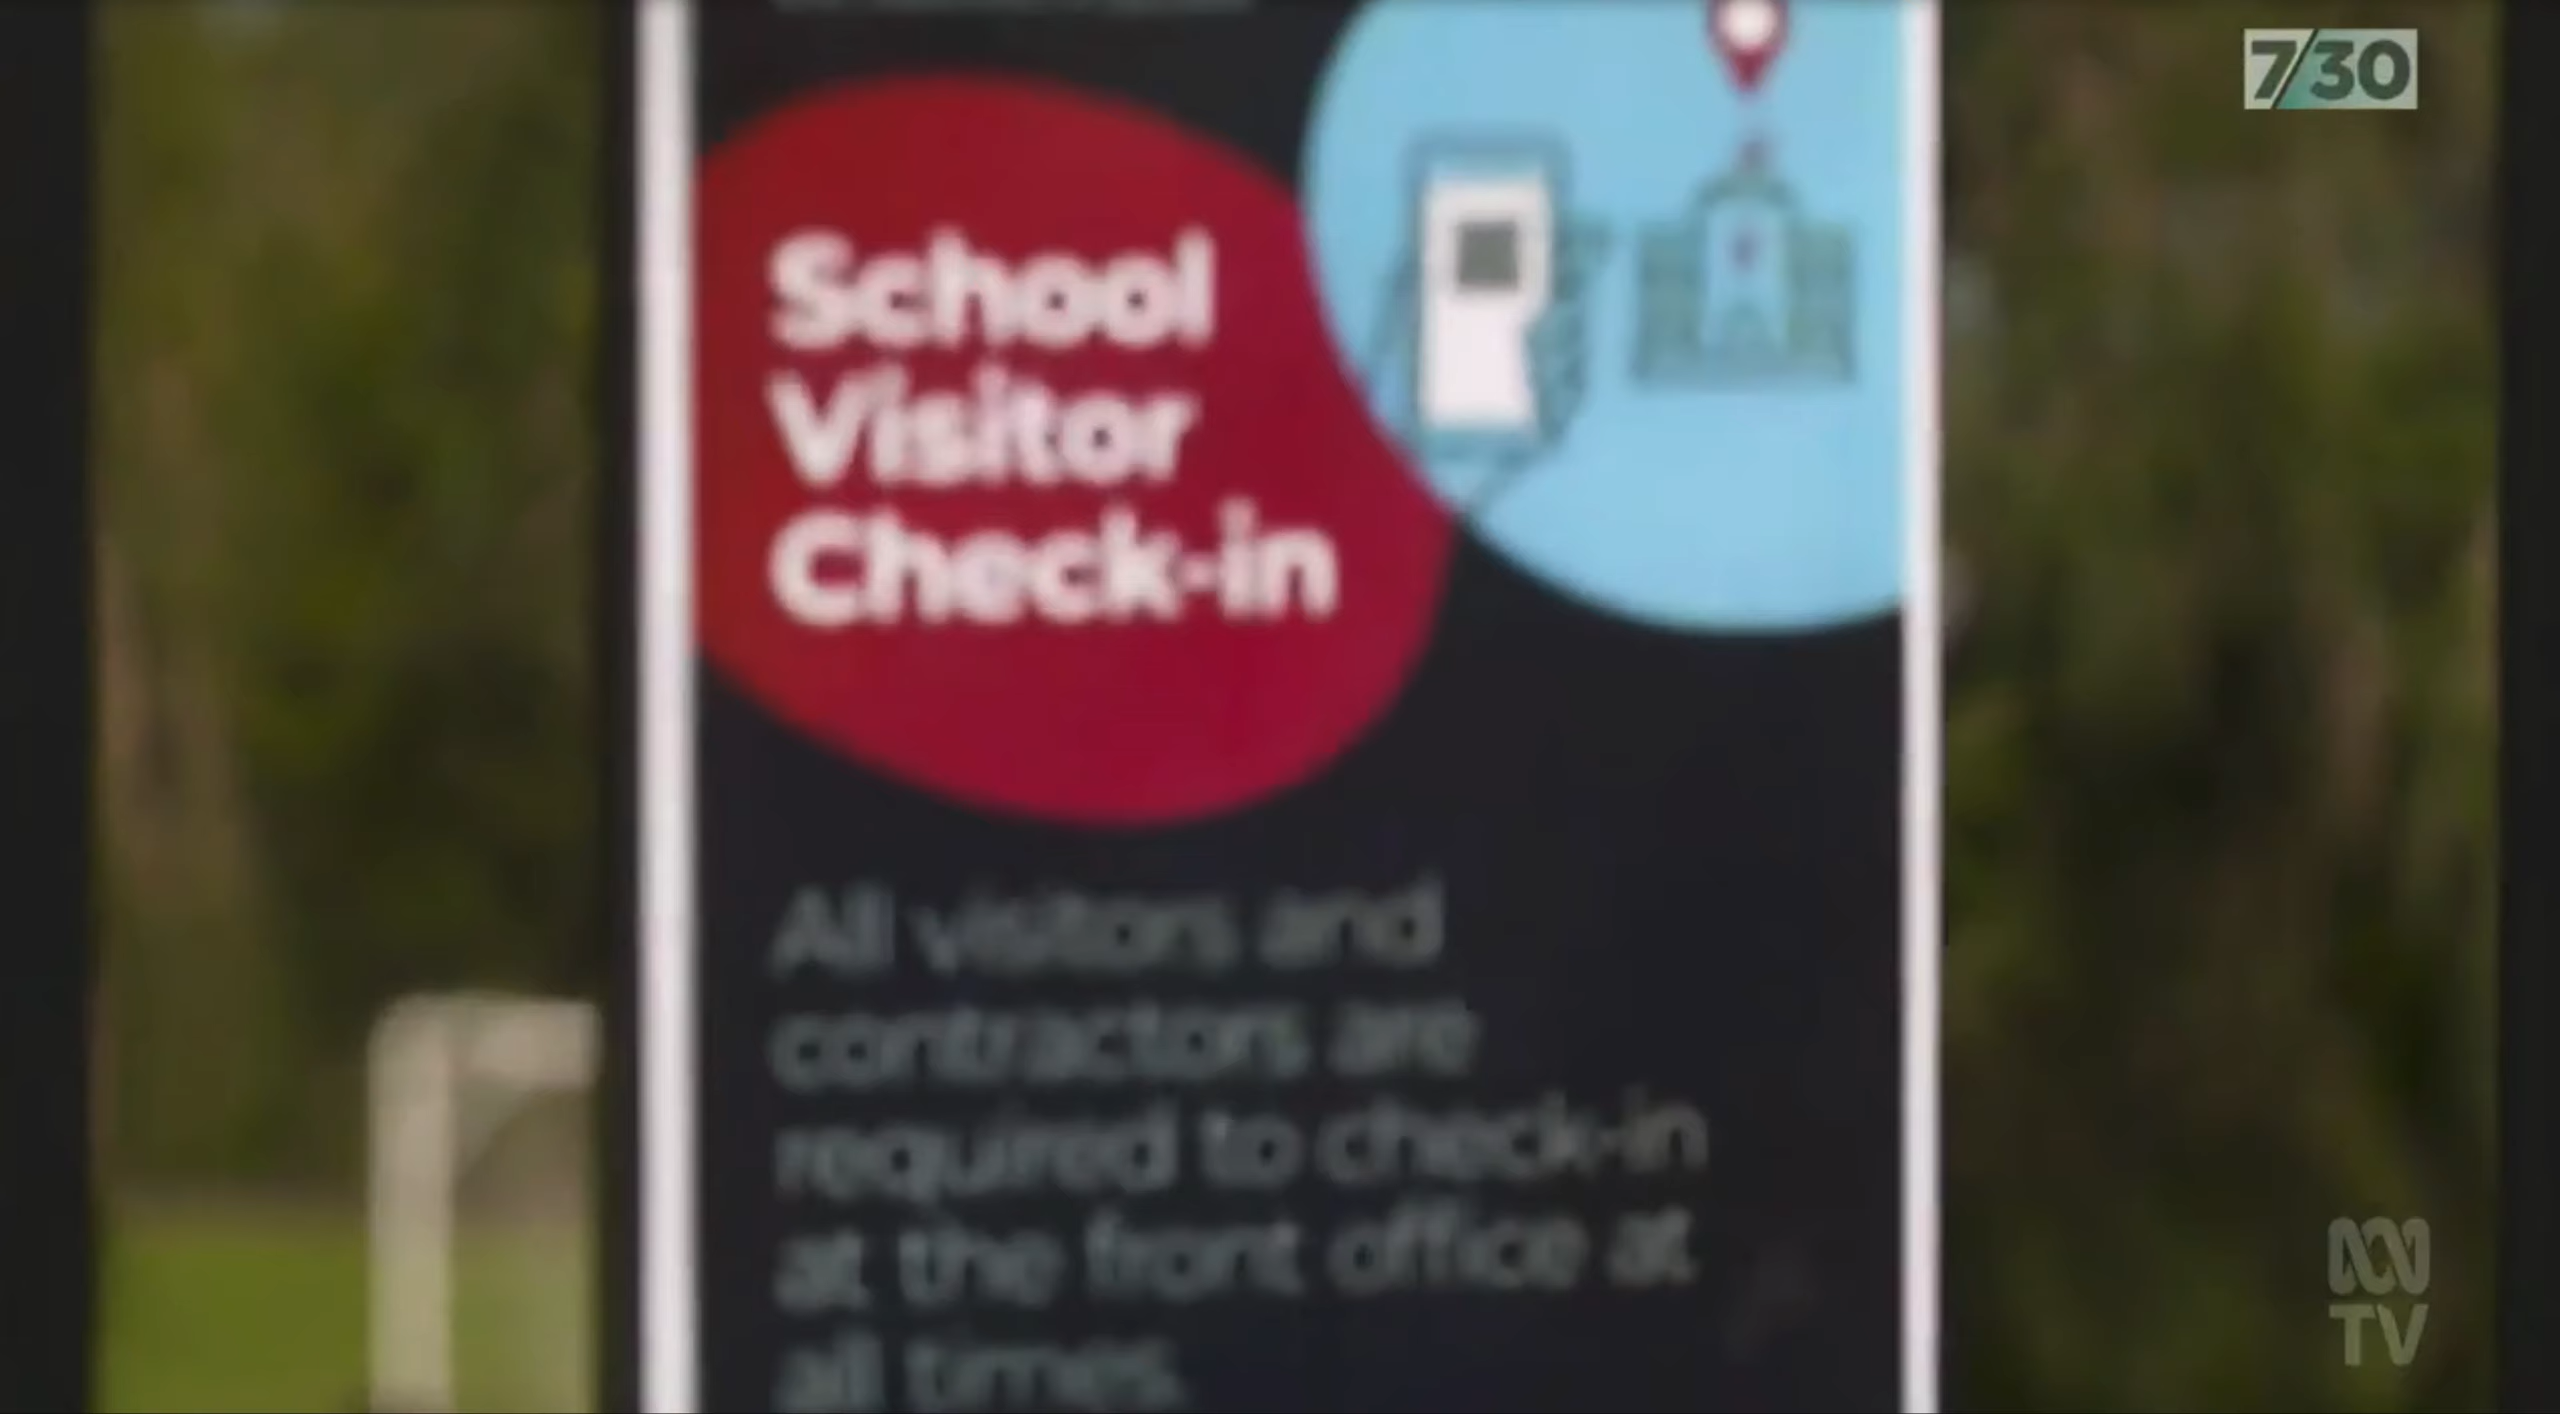 7/30
School
Visitor
Check-in
All visitors and
contractors are
required to check-in
at the front office at
all times.
TV